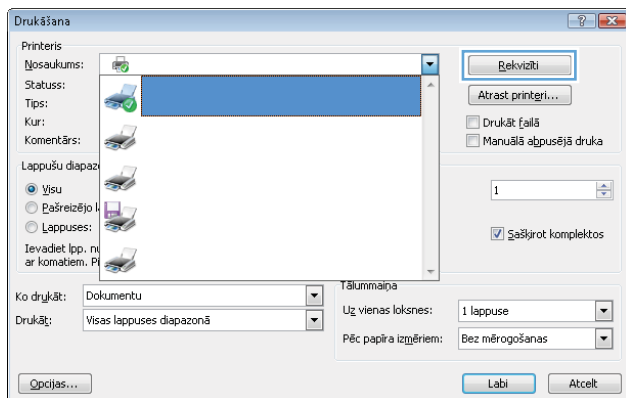 Drukāšana
Printeris
Nosaukums:
Rekvizīti
Statuss:
Atrast printeri...
Tips:
Kur:
Drukāt failā
Komentārs:
Manuālā abpusējā druka
Lappušu diapaz
Visu
1
Pašreizējo l
Lappuses:
Sašķirot komplektos
Ievadiet lpp. nu
ar komatiem. Pi
Tālummaiņa
Ko drukāt:
Dokumentu
Uz vienas loksnes:
1 lappuse
Drukāt:
Visas lappuses diapazonā
Pēc papīra izmēriem:
Bez mērogošanas
Opcijas...
Labi
Atcelt